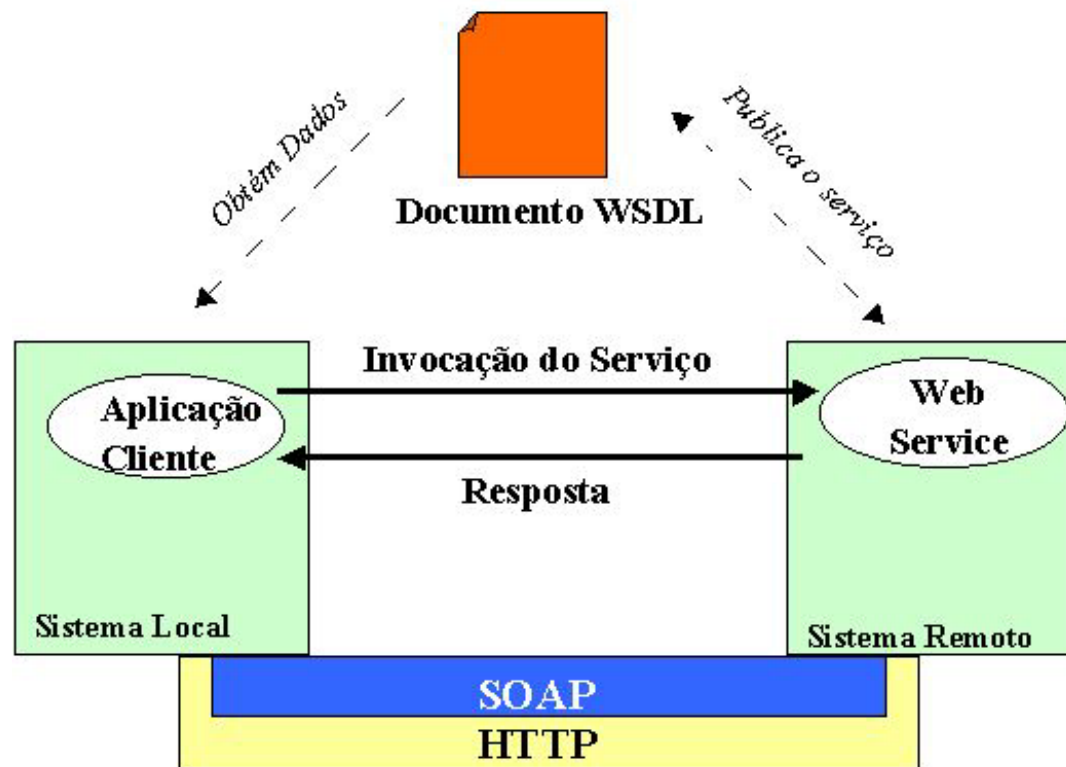 Obtém Dados
Publica o serviço
Documento WSDL
Invocação do Serviço
Aplicação
Cliente
Web
Service
Resposta
Sistema Local
Sistema Remoto
SOAP
HTTP